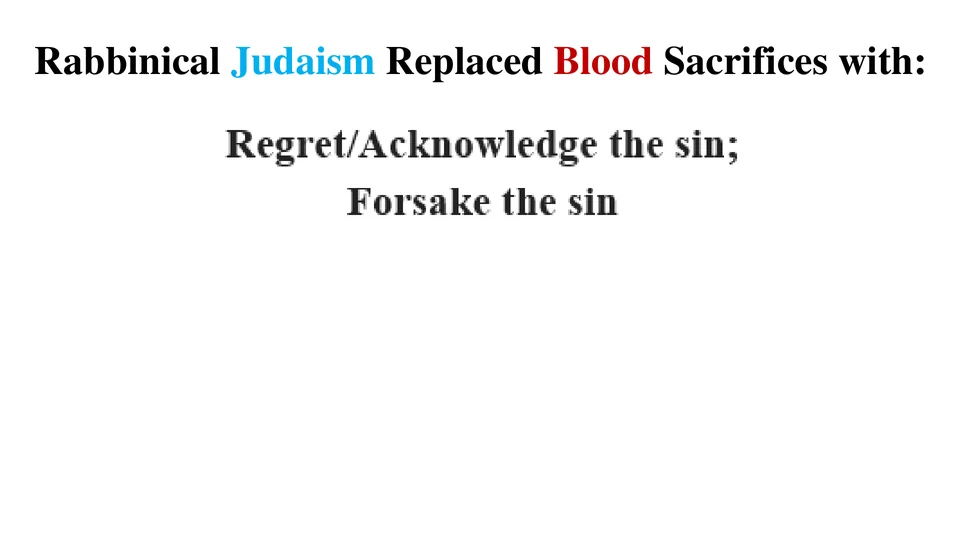 Rabbinical Judaism Replaced Blood Sacrifices with:
Regret/Acknowledge the sin;
Forsake the sin